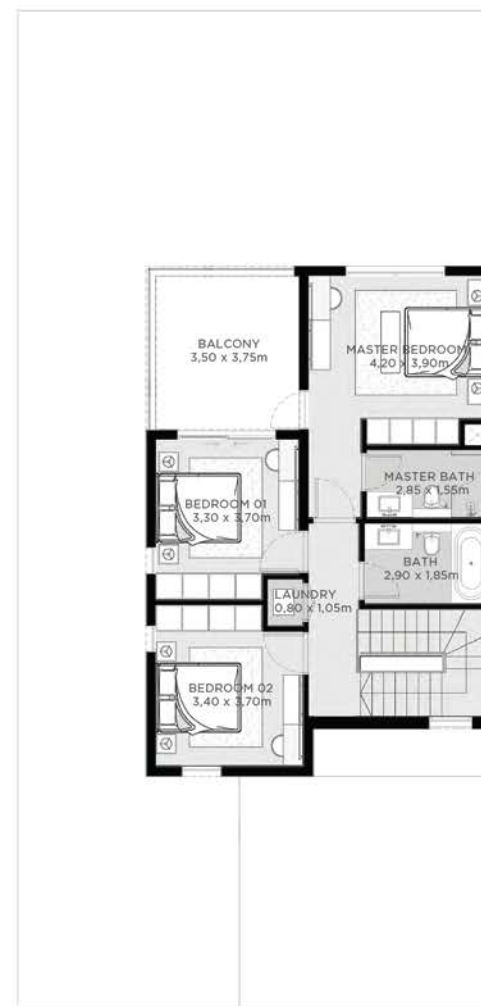 BALCONY
3,50 x 3,75m
MASTER BEDROOM
4,20 x 3,90m
MASTER BATH
2,85 x 1,55m
BEDROOM 01
3,30 x 3,70m
BATH
2,90 x 1,85m
LAUNDRY
0,80 x 1,05m
BEDROOM 02
3,40 x 3,70m